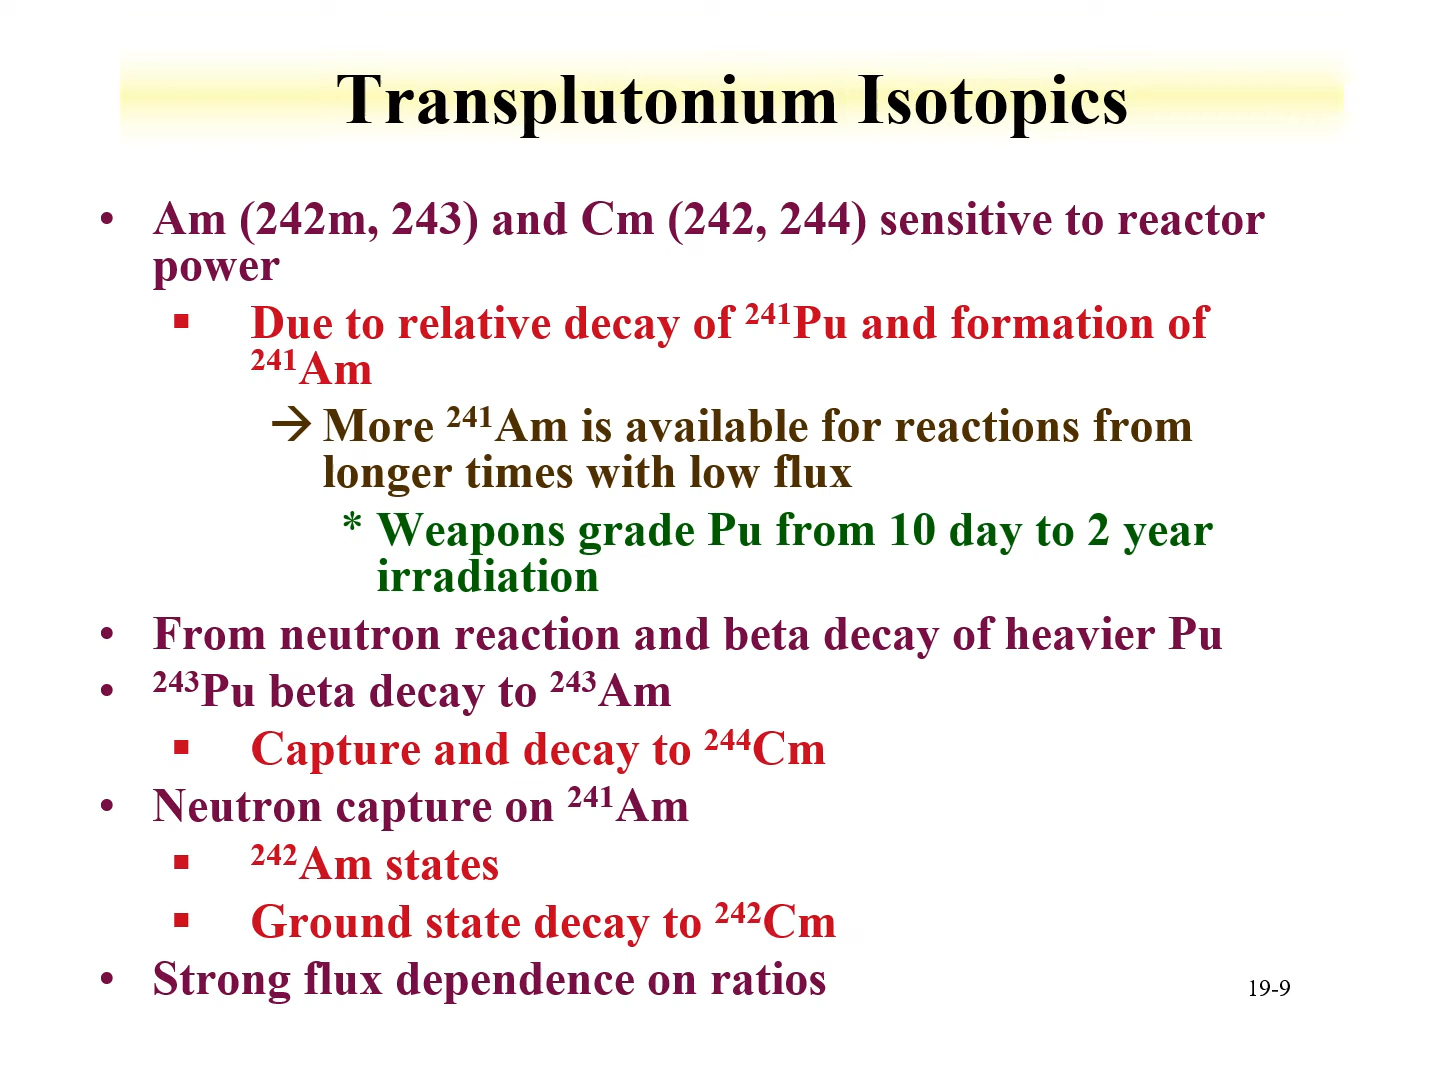 Transplutonium Isotopics
• Am (242m, 243) and Cm (242, 244) sensitive to reactor
power
▪ Due to relative decay of ²⁴¹Pu and formation of
²⁴¹Am
→ More ²⁴¹Am is available for reactions from
longer times with low flux
* Weapons grade Pu from 10 day to 2 year
irradiation
• From neutron reaction and beta decay of heavier Pu
• ²⁴³Pu beta decay to ²⁴³Am
▪ Capture and decay to ²⁴⁴Cm
• Neutron capture on ²⁴¹Am
▪ ²⁴²Am states
▪ Ground state decay to ²⁴²Cm
• Strong flux dependence on ratios
19-9